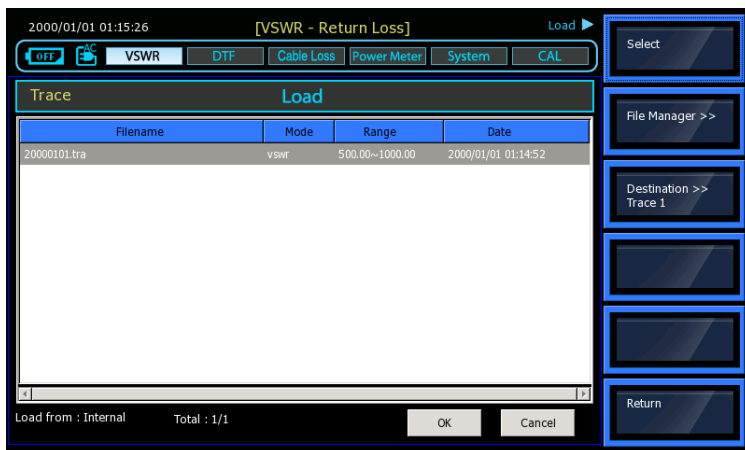 2000/01/01 01:15:26 [VSWR - Return Loss] Load
OFF AC VSWR DTF Cable Loss Power Meter System CAL
Trace Load
Filename Mode Range Date
20000101.tra vswr 500.00~1000.00 2000/01/01 01:14:52
Load from : Internal Total : 1/1 OK Cancel
Select
File Manager >>
Destination >>
Trace 1
Return